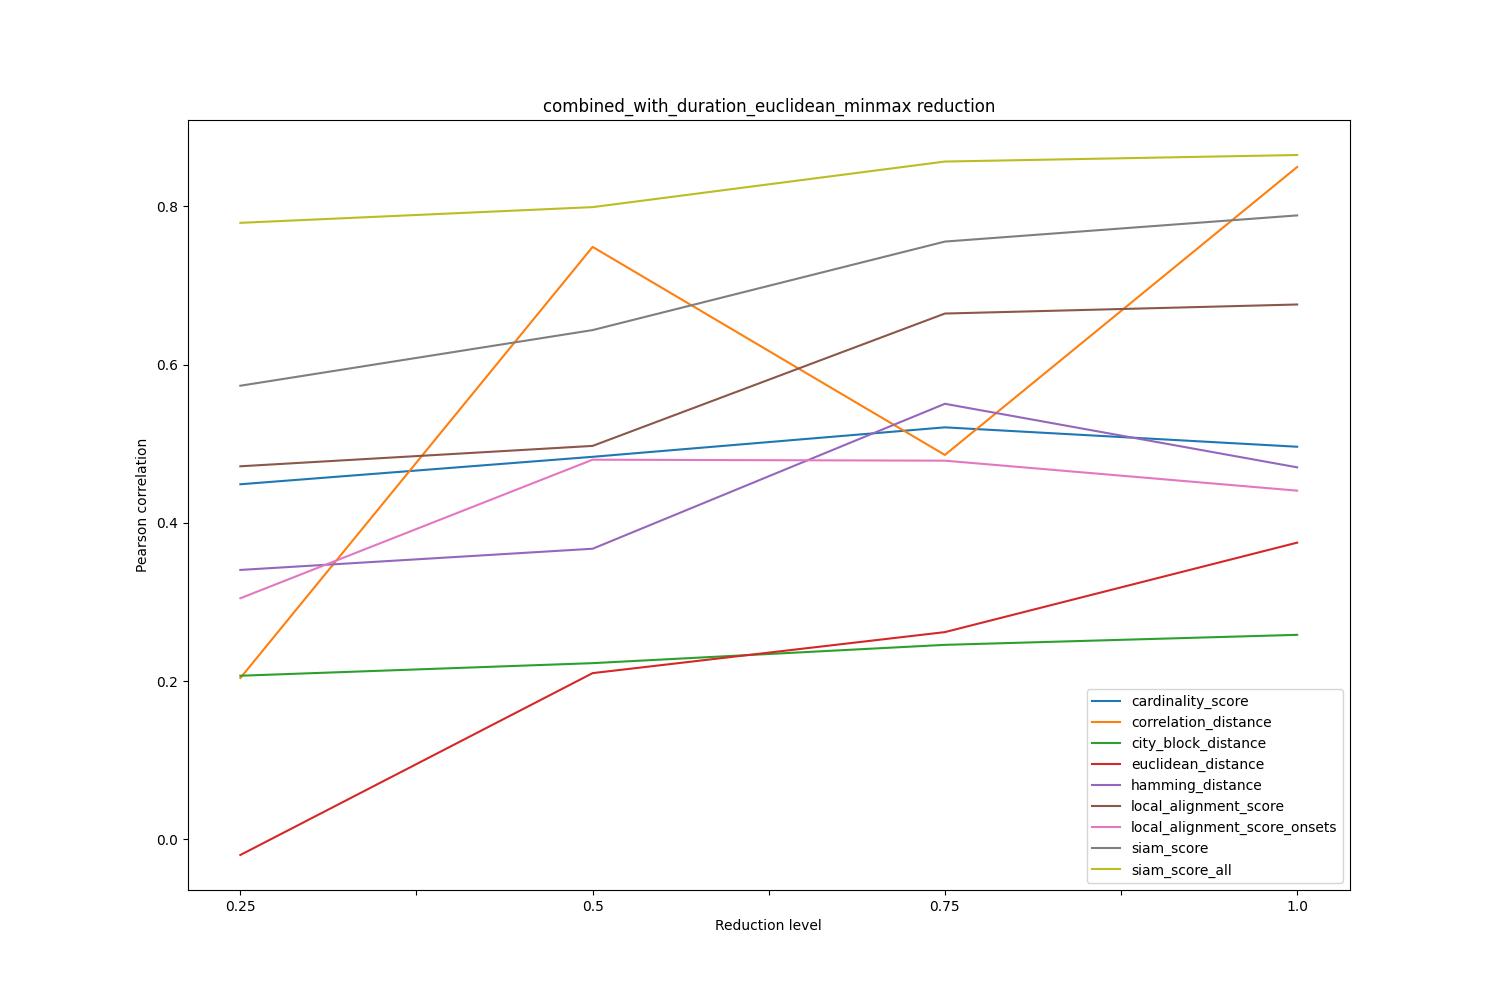 combined_with_duration_euclidean_minmax reduction
Pearson correlation
0.8
0.6
0.4
0.2
0.0
0.25
0.5
0.75
1.0
Reduction level
cardinality_score
correlation_distance
city_block_distance
euclidean_distance
hamming_distance
local_alignment_score
local_alignment_score_onsets
siam_score
siam_score_all